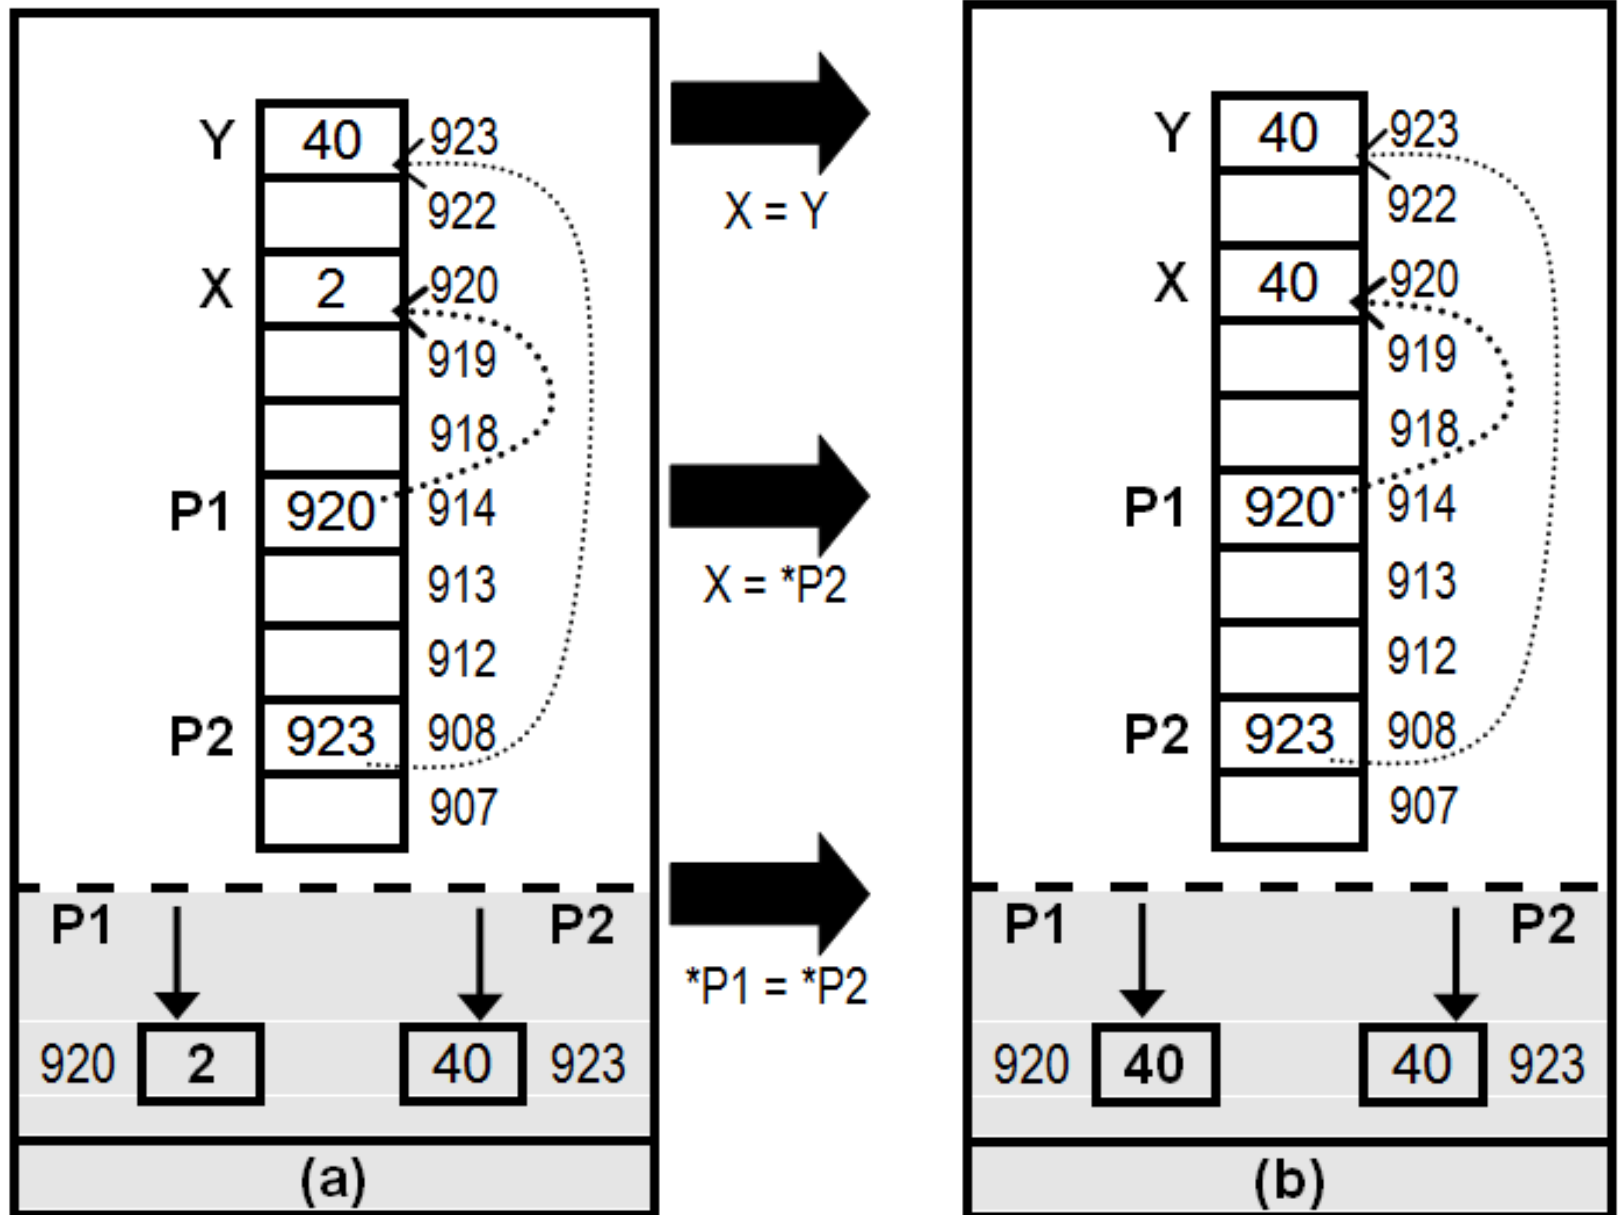 Y 40 923
922
X 2 920
919
918
P1 920 914
913
912
P2 923 908
907
P1 P2
920 2 40 923
(a)
X = Y
X = *P2
*P1 = *P2
Y 40 923
922
X 40 920
919
918
P1 920 914
913
912
P2 923 908
907
P1 P2
920 40 40 923
(b)